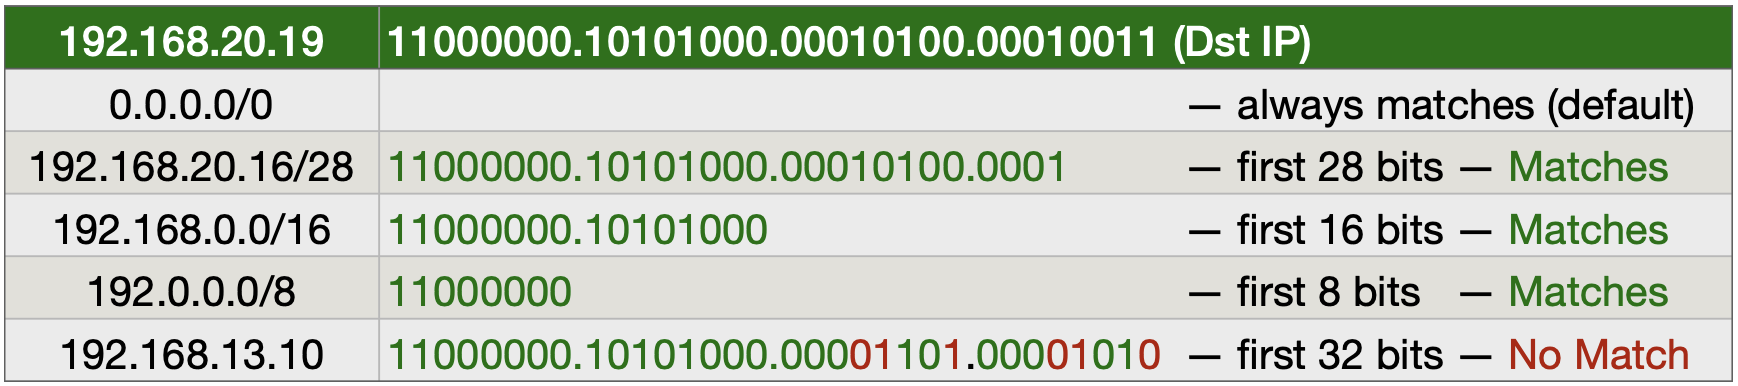 192.168.20.19 11000000.10101000.00010100.00010011 (Dst IP)
0.0.0.0/0 — always matches (default)
192.168.20.16/28 11000000.10101000.00010100.0001 — first 28 bits — Matches
192.168.0.0/16 11000000.10101000 — first 16 bits — Matches
192.0.0.0/8 11000000 — first 8 bits — Matches
192.168.13.10 11000000.10101000.00001101.00001010 — first 32 bits — No Match